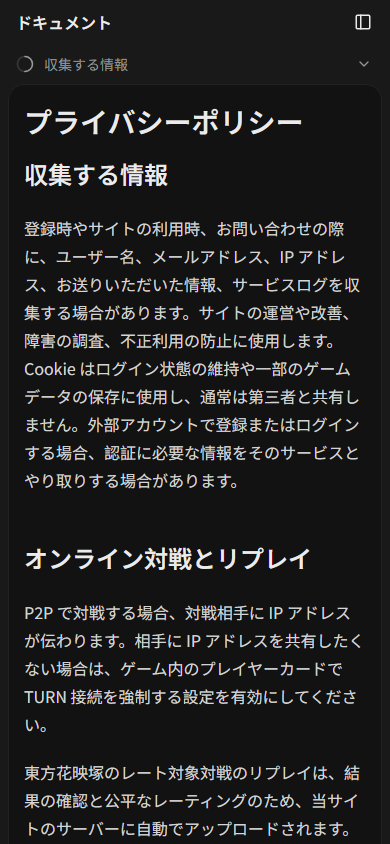 ドキュメント
収集する情報
プライバシーポリシー
収集する情報
登録時やサイトの利用時、お問い合わせの際
に、ユーザー名、メールアドレス、IP アドレ
ス、お送りいただいた情報、サービスログを収
集する場合があります。サイトの運営や改善、
障害の調査、不正利用の防止に使用します。
Cookie はログイン状態の維持や一部のゲーム
データの保存に使用し、通常は第三者と共有し
ません。外部アカウントで登録またはログイン
する場合、認証に必要な情報をそのサービスと
やり取りする場合があります。
オンライン対戦とリプレイ
P2P で対戦する場合、対戦相手に IP アドレス
が伝わります。相手に IP アドレスを共有したく
ない場合は、ゲーム内のプレイヤーカードで
TURN 接続を強制する設定を有効にしてくださ
い。
東方花映塚のレート対象対戦のリプレイは、結
果の確認と公平なレーティングのため、当サイ
トのサーバーに自動でアップロードされます。